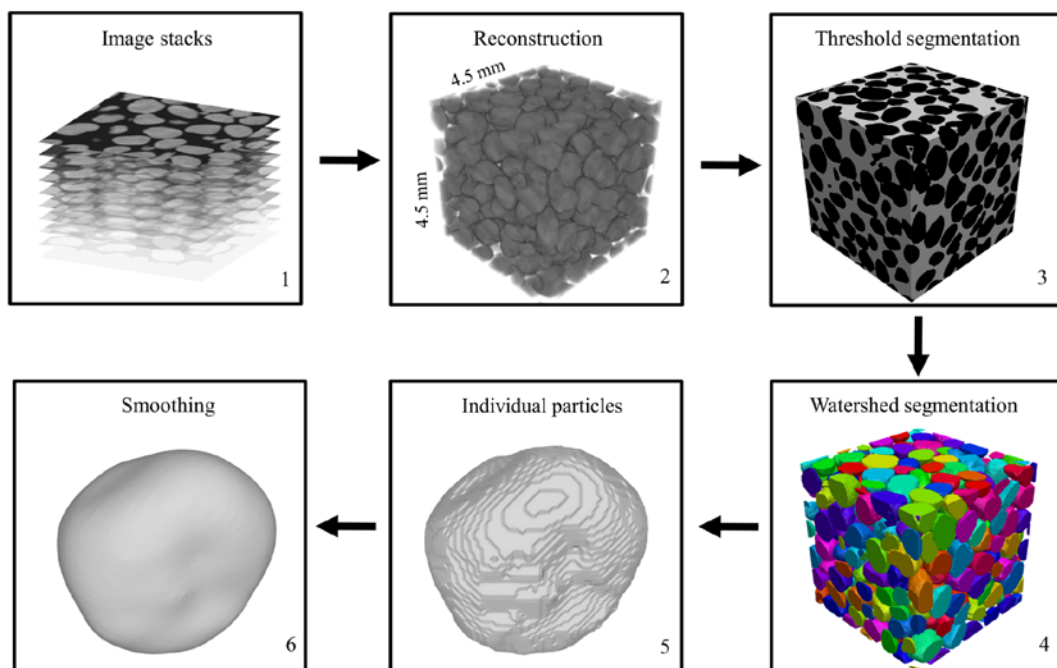 Image stacks
1
Reconstruction
4.5 mm
4.5 mm
2
Threshold segmentation
3
Watershed segmentation
4
Individual particles
5
Smoothing
6